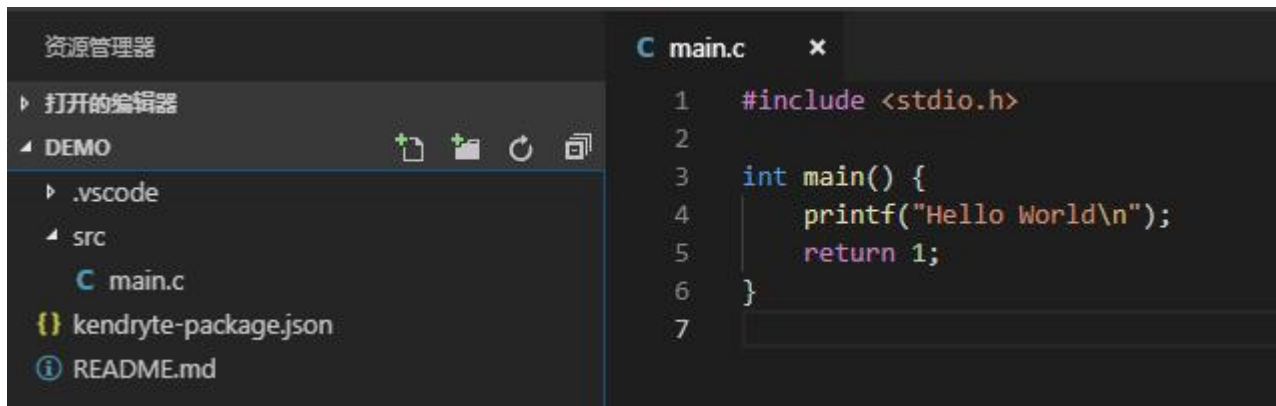 资源管理器
打开的编辑器
DEMO
.vscode
src
C main.c
{} kendryte-package.json
README.md
C main.c ×
1 #include <stdio.h>
2
3 int main() {
4     printf("Hello World\n");
5     return 1;
6 }
7